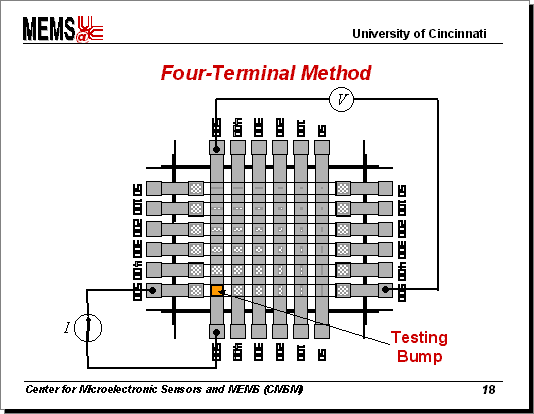 MEMS@UC
University of Cincinnati
Four-Terminal Method
V
500 400 300 200 100 50
50 50
100 100
200 200
300 300
400 400
500 500
I
Testing
Bump
500 400 300 200 100 50
Center for Microelectronic Sensors and MEMS (CMSM)
18